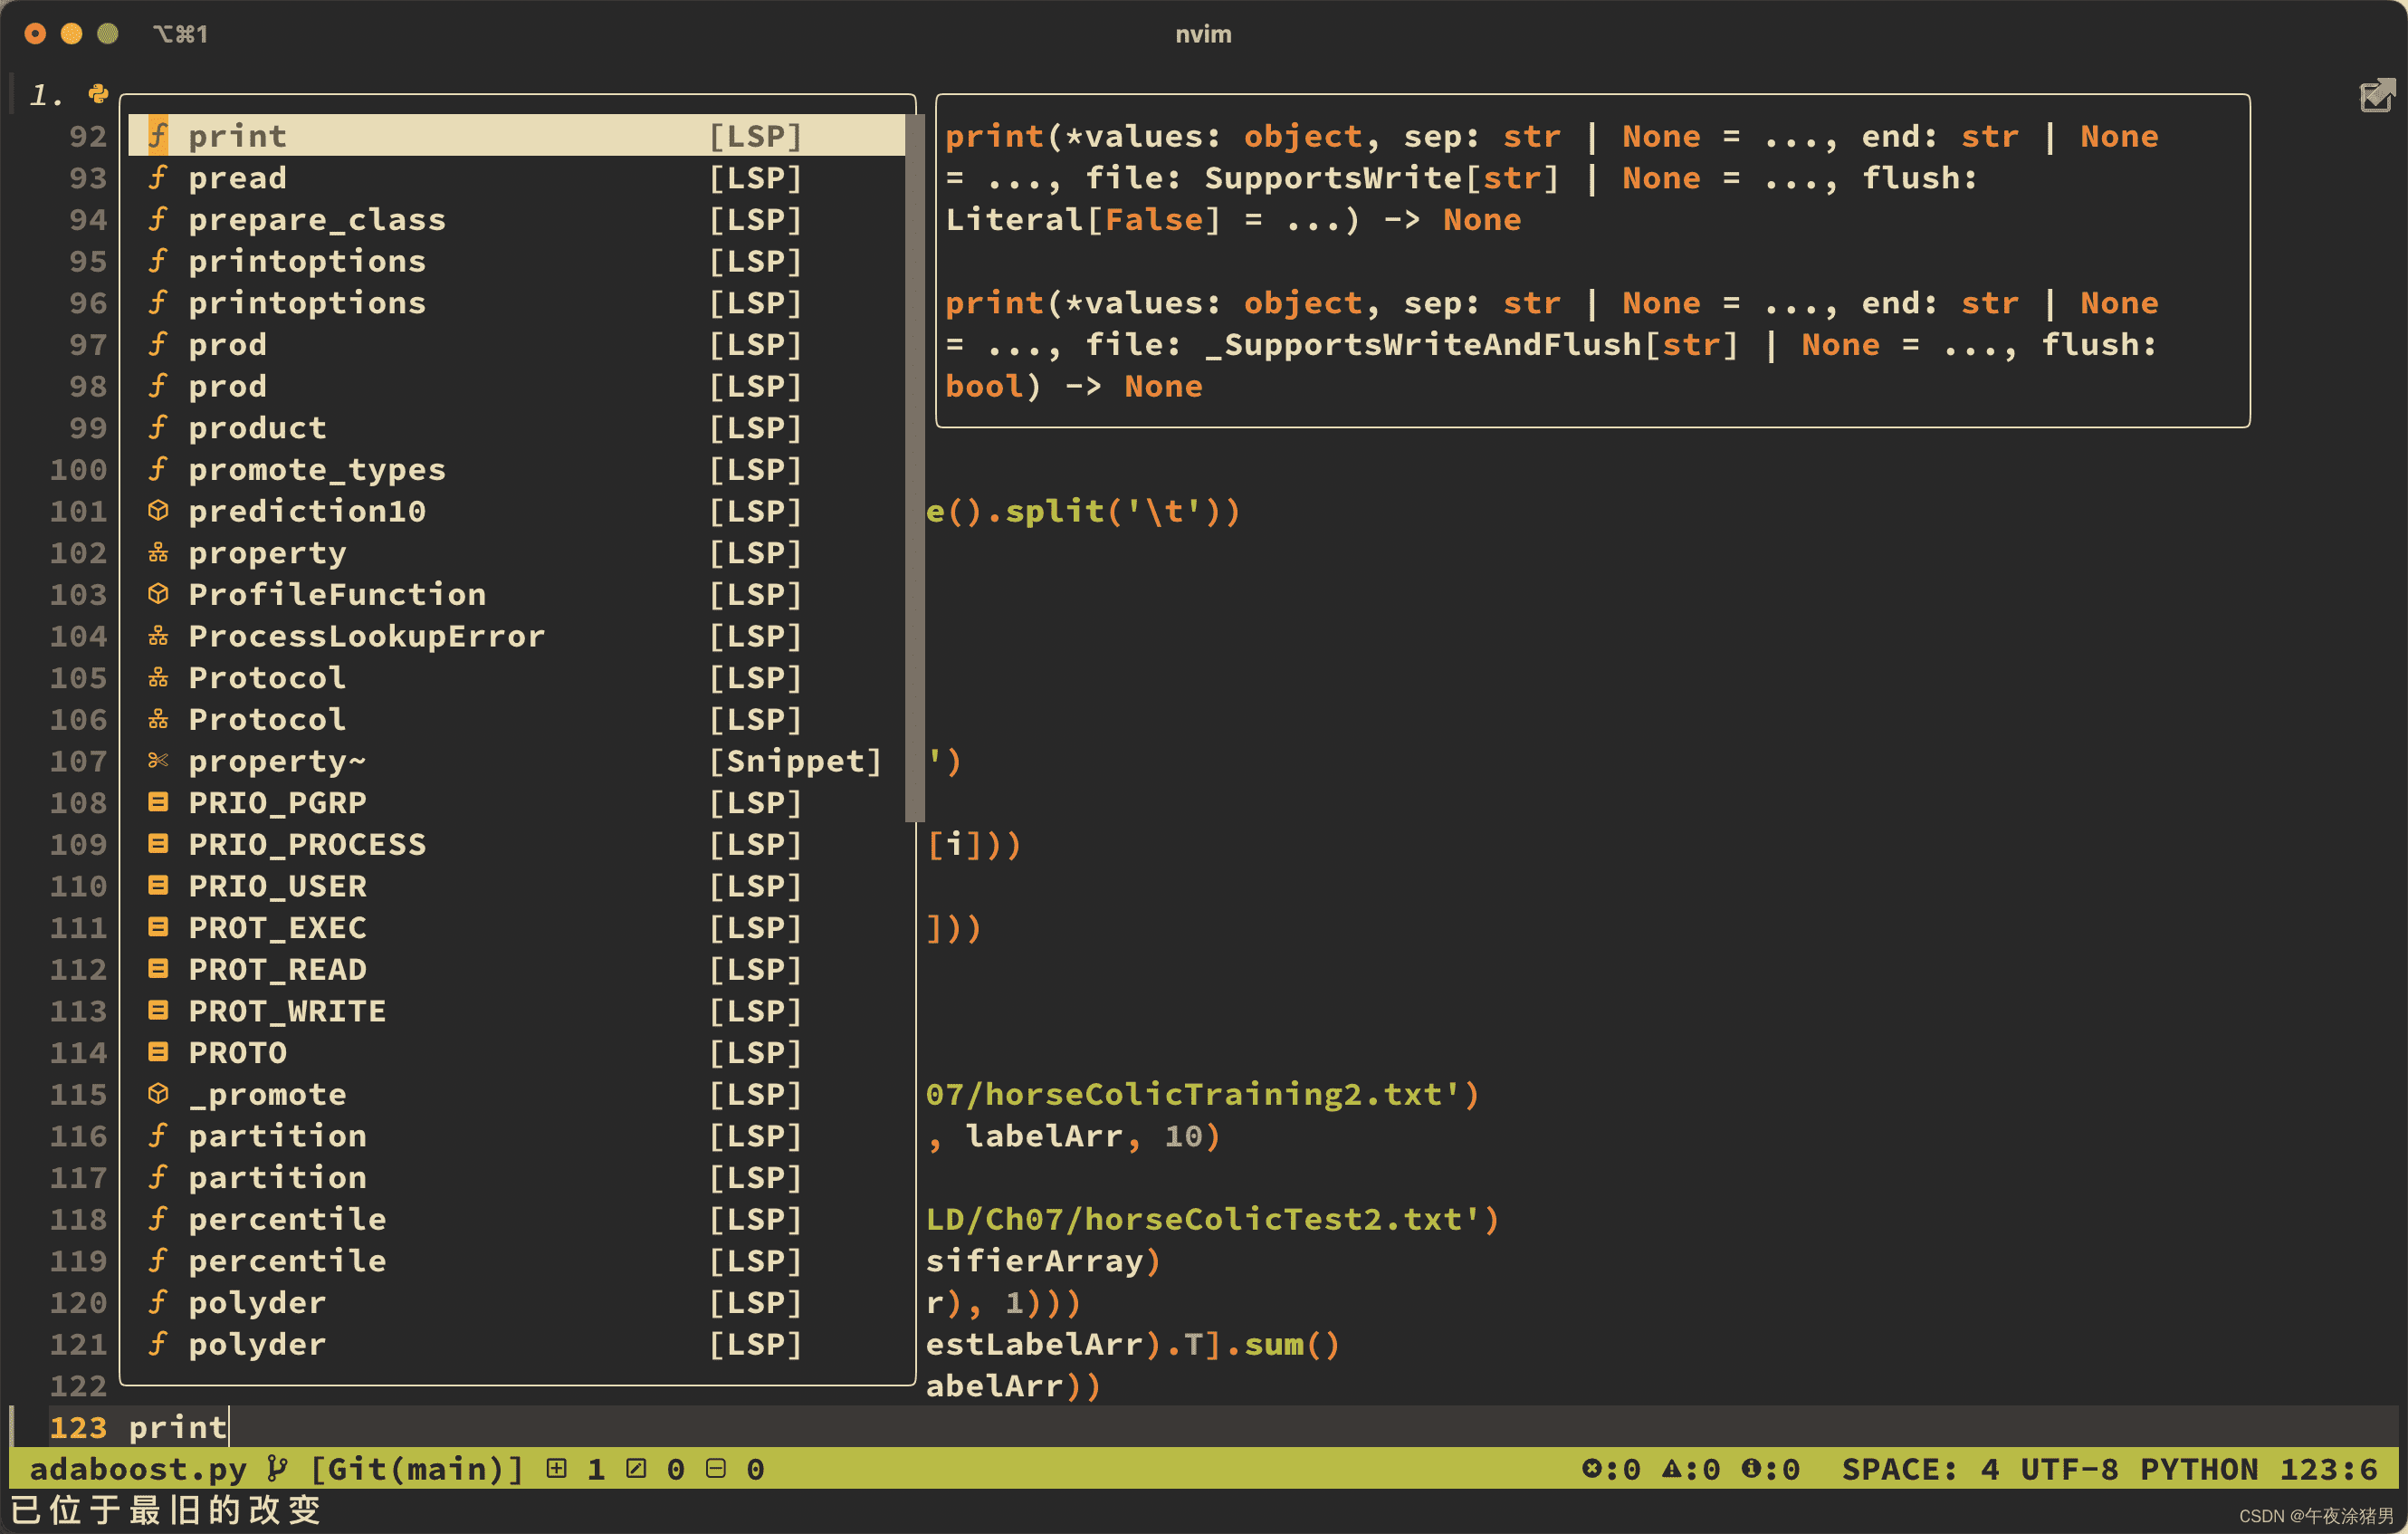 ⌥⌘1 nvim
1.
92 print [LSP] print(*values: object, sep: str | None = ..., end: str | None
93 pread [LSP] = ..., file: SupportsWrite[str] | None = ..., flush:
94 prepare_class [LSP] Literal[False] = ...) -> None
95 printoptions [LSP]
96 printoptions [LSP] print(*values: object, sep: str | None = ..., end: str | None
97 prod [LSP] = ..., file: _SupportsWriteAndFlush[str] | None = ..., flush:
98 prod [LSP] bool) -> None
99 product [LSP]
100 promote_types [LSP]
101 prediction10 [LSP] e().split('\t'))
102 property [LSP]
103 ProfileFunction [LSP]
104 ProcessLookupError [LSP]
105 Protocol [LSP]
106 Protocol [LSP]
107 property~ [Snippet] ')
108 PRIO_PGRP [LSP]
109 PRIO_PROCESS [LSP] [i]))
110 PRIO_USER [LSP]
111 PROT_EXEC [LSP] ]))
112 PROT_READ [LSP]
113 PROT_WRITE [LSP]
114 PROTO [LSP]
115 _promote [LSP] 07/horseColicTraining2.txt')
116 partition [LSP] , labelArr, 10)
117 partition [LSP]
118 percentile [LSP] LD/Ch07/horseColicTest2.txt')
119 percentile [LSP] sifierArray)
120 polyder [LSP] r), 1)))
121 polyder [LSP] estLabelArr).T].sum()
122 abelArr))
123 print
adaboost.py [Git(main)] 1 0 0 :0 :0 :0 SPACE: 4 UTF-8 PYTHON 123:6
已位于最旧的改变
CSDN @午夜涂猪男